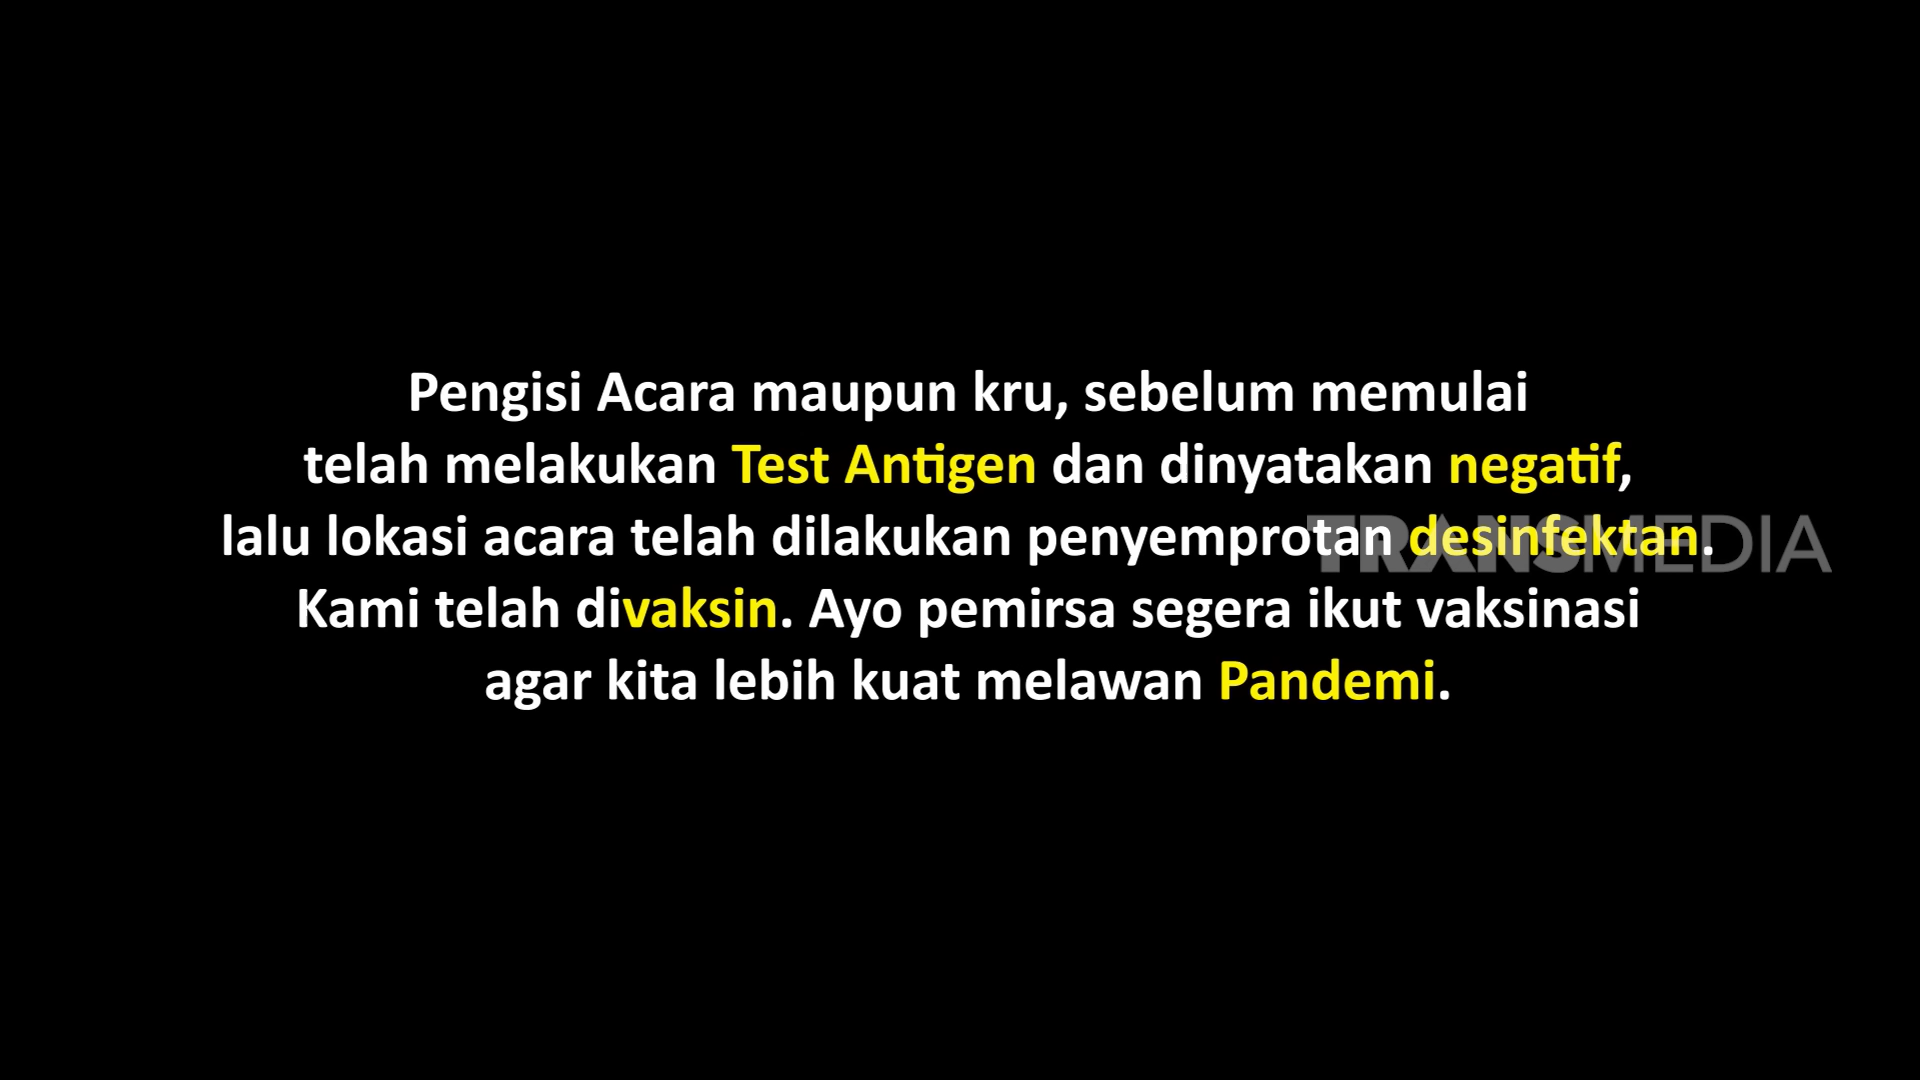 Pengisi Acara maupun kru, sebelum memulai
telah melakukan Test Antigen dan dinyatakan negatif,
lalu lokasi acara telah dilakukan penyemprotan desinfektan.
TRANSMEDIA
Kami telah divaksin. Ayo pemirsa segera ikut vaksinasi
agar kita lebih kuat melawan Pandemi.